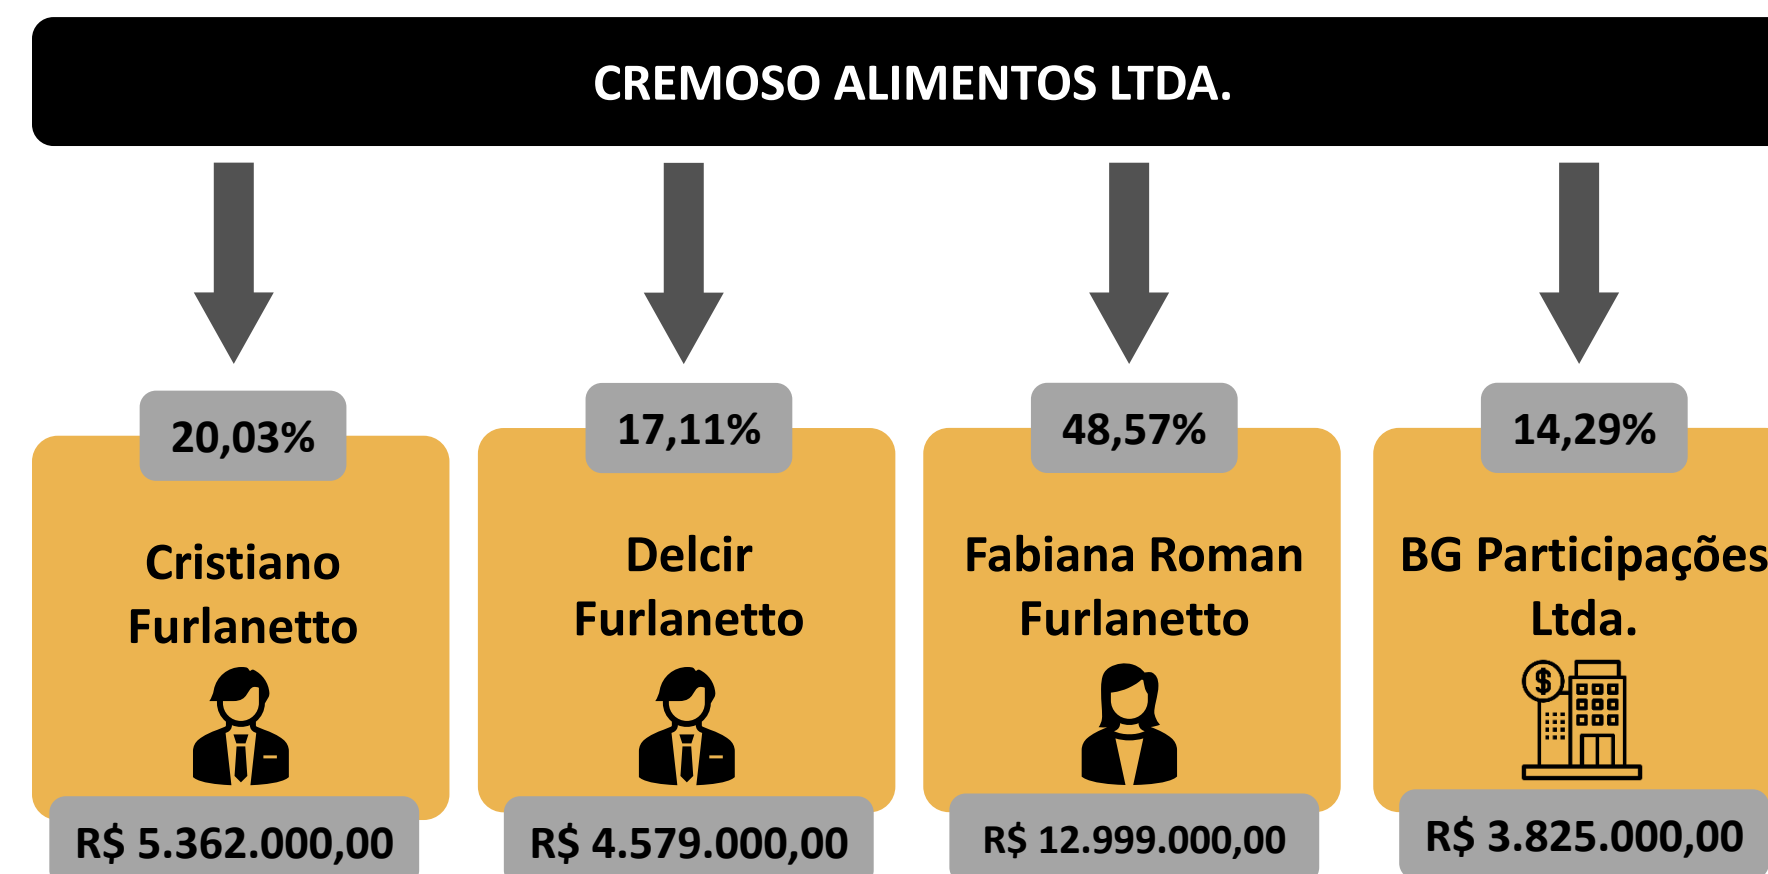 CREMOSO ALIMENTOS LTDA.
20,03%
Cristiano
Furlanetto
R$ 5.362.000,00
17,11%
Delcir
Furlanetto
R$ 4.579.000,00
48,57%
Fabiana Roman
Furlanetto
R$ 12.999.000,00
14,29%
BG Participações
Ltda.
$
R$ 3.825.000,00